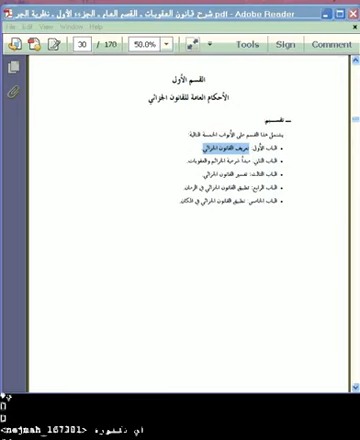 شرح قانون العقوبات . القسم العام . الجزء الأول . نظرية الجر pdf - Adobe Reader
File Edit View Window Help
30 / 170 50.0% Tools Sign Comment
القسم الأول
الأحكام العامة للقانون الجزائي
ــ تقسيم
يشتمل هذا القسم على الأبواب الخمسة التالية:
• الباب الأول: تعريف القانون الجزائي
• الباب الثاني: مبدأ شرعية الجرائم والعقوبات.
• الباب الثالث: تفسير القانون الجزائي
• الباب الرابع: تطبيق القانون الجزائي في الزمان.
• الباب الخامس: تطبيق القانون الجزائي في المكان.
<nojmah_167301>